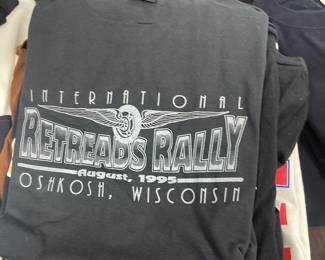 INTERNATIONAL
RETREADS RALLY
August, 1995
OSHKOSH, WISCONSIN